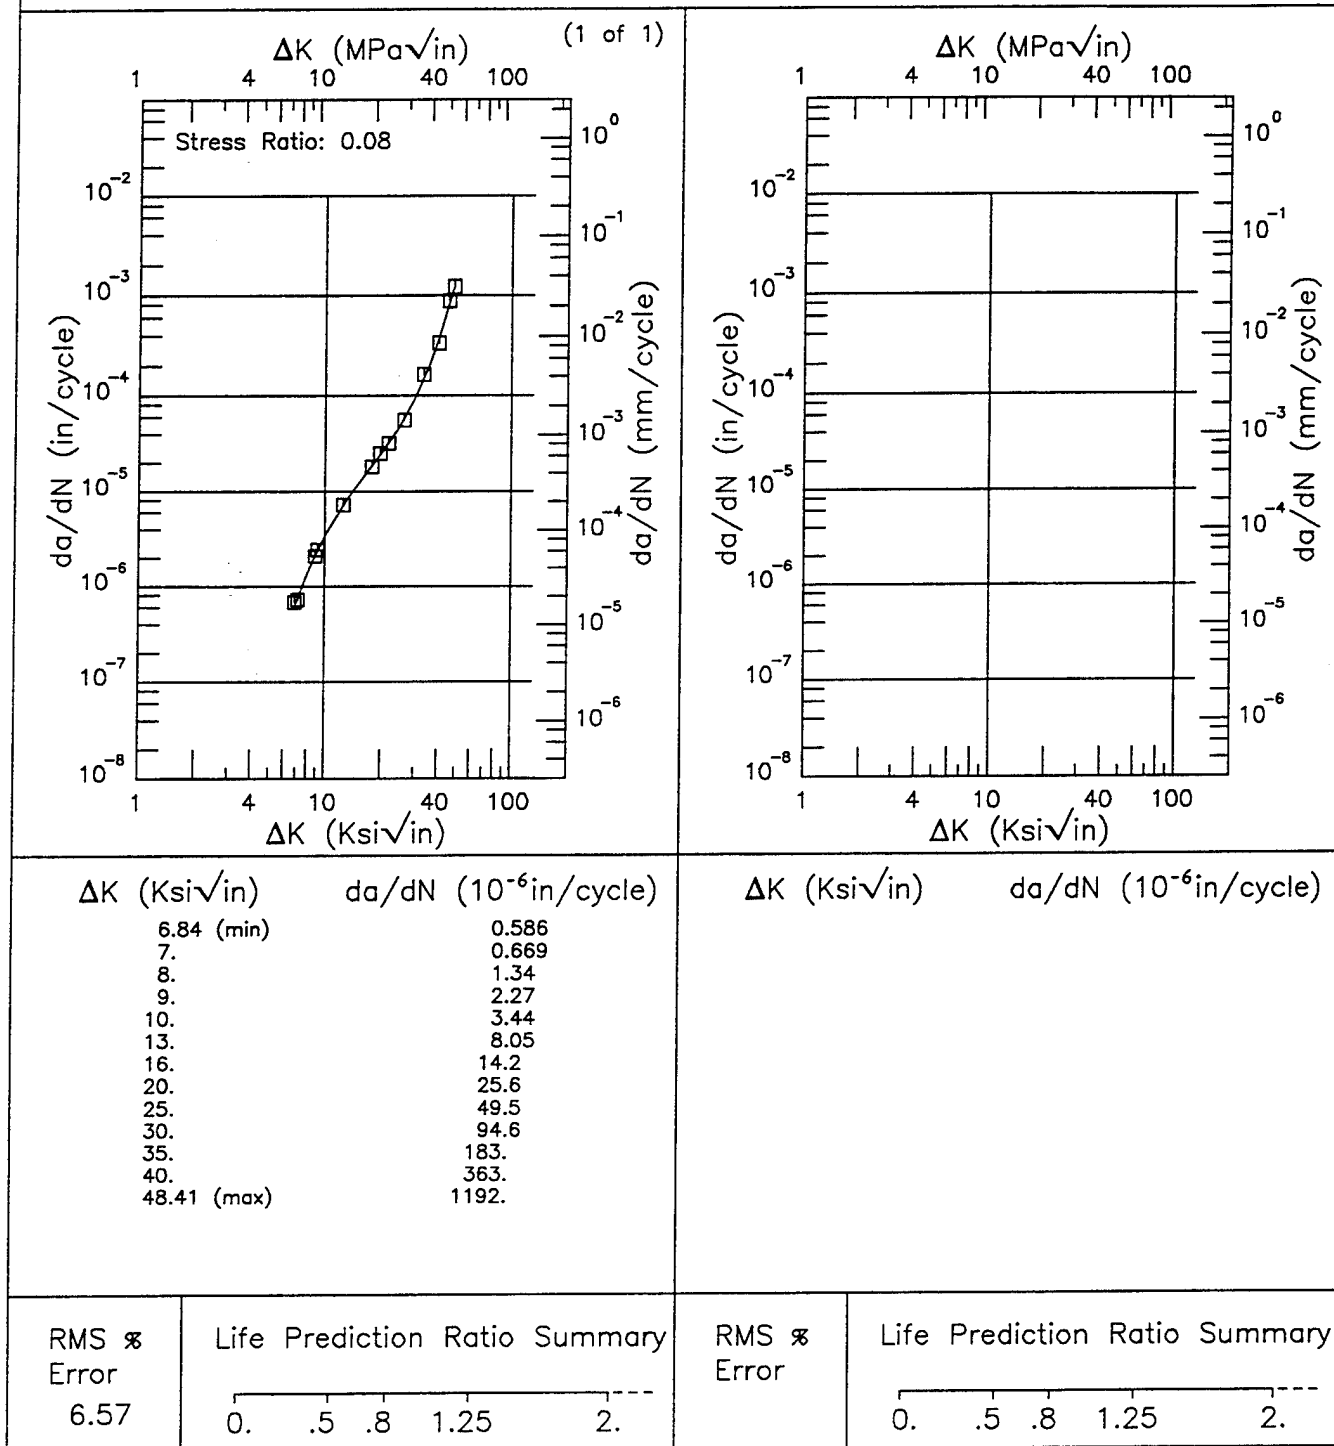 (1 of 1)
ΔK (MPa√in)
1 4 10 40 100
Stress Ratio: 0.08
10⁻²
10⁻³
10⁻⁴
10⁻⁵
10⁻⁶
10⁻⁷
10⁻⁸
da/dN (in/cycle)
10⁰
10⁻¹
10⁻²
10⁻³
10⁻⁴
10⁻⁵
10⁻⁶
da/dN (mm/cycle)
1 4 10 40 100
ΔK (Ksi√in)
ΔK (MPa√in)
1 4 10 40 100
10⁻²
10⁻³
10⁻⁴
10⁻⁵
10⁻⁶
10⁻⁷
10⁻⁸
da/dN (in/cycle)
10⁰
10⁻¹
10⁻²
10⁻³
10⁻⁴
10⁻⁵
10⁻⁶
da/dN (mm/cycle)
1 4 10 40 100
ΔK (Ksi√in)
ΔK (Ksi√in) da/dN (10⁻⁶in/cycle)
6.84 (min) 0.586
7. 0.669
8. 1.34
9. 2.27
10. 3.44
13. 8.05
16. 14.2
20. 25.6
25. 49.5
30. 94.6
35. 183.
40. 363.
48.41 (max) 1192.
ΔK (Ksi√in) da/dN (10⁻⁶in/cycle)
RMS %
Error
6.57
Life Prediction Ratio Summary
0. .5 .8 1.25 2.
RMS %
Error
Life Prediction Ratio Summary
0. .5 .8 1.25 2.